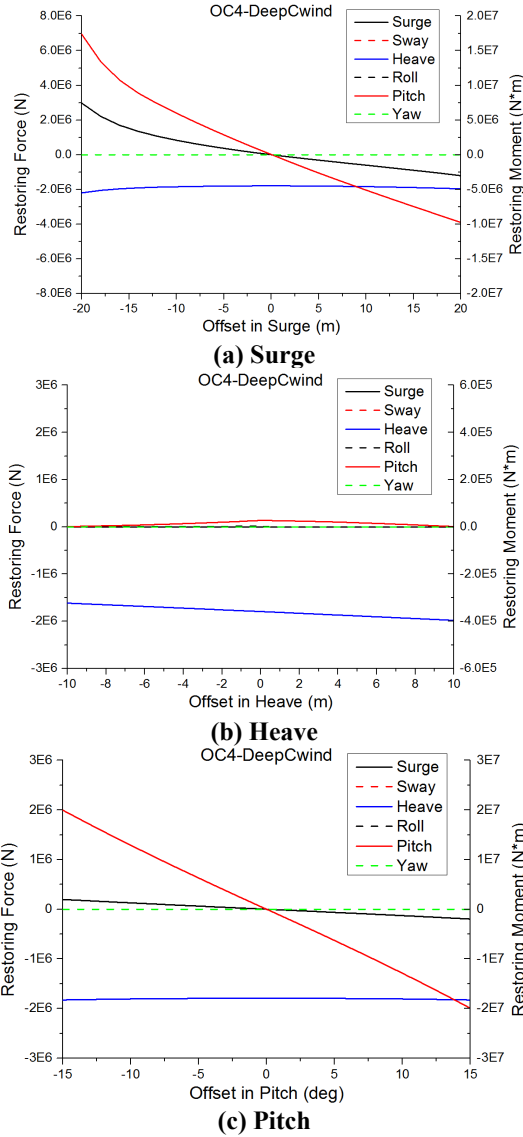 OC4-DeepCwind
8.0E6
6.0E6
4.0E6
2.0E6
0.0
-2.0E6
-4.0E6
-6.0E6
-8.0E6
Restoring Force (N)
Surge
Sway
Heave
Roll
Pitch
Yaw
2.0E7
1.5E7
1.0E7
5.0E6
0.0
-5.0E6
-1.0E7
-1.5E7
-2.0E7
Restoring Moment (N*m)
-20 -15 -10 -5 0 5 10 15 20
Offset in Surge (m)
(a) Surge
OC4-DeepCwind
3E6
2E6
1E6
0
-1E6
-2E6
-3E6
Restoring Force (N)
Surge
Sway
Heave
Roll
Pitch
Yaw
6.0E5
4.0E5
2.0E5
0.0
-2.0E5
-4.0E5
-6.0E5
Restoring Moment (N*m)
-10 -8 -6 -4 -2 0 2 4 6 8 10
Offset in Heave (m)
(b) Heave
OC4-DeepCwind
3E6
2E6
1E6
0
-1E6
-2E6
-3E6
Restoring Force (N)
Surge
Sway
Heave
Roll
Pitch
Yaw
3E7
2E7
1E7
0
-1E7
-2E7
-3E7
Restoring Moment (N*m)
-15 -10 -5 0 5 10 15
Offset in Pitch (deg)
(c) Pitch